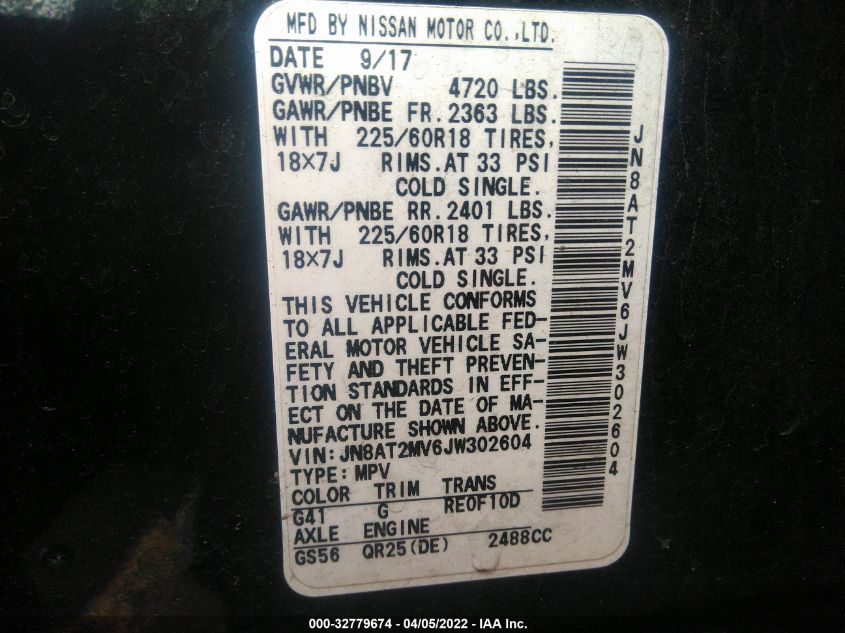 MFD BY NISSAN MOTOR CO.,LTD.
DATE 9/17
GVWR/PNBV 4720 LBS.
GAWR/PNBE FR.2363 LBS.
WITH 225/60R18 TIRES,
18×7J RIMS.AT 33 PSI
COLD SINGLE.
GAWR/PNBE RR.2401 LBS.
WITH 225/60R18 TIRES,
18×7J RIMS.AT 33 PSI
COLD SINGLE.
THIS VEHICLE CONFORMS
TO ALL APPLICABLE FED-
ERAL MOTOR VEHICLE SA-
FETY AND THEFT PREVEN-
TION STANDARDS IN EFF-
ECT ON THE DATE OF MA-
NUFACTURE SHOWN ABOVE.
VIN:JN8AT2MV6JW302604
TYPE:MPV
COLOR TRIM TRANS
G41 G RE0F10D
AXLE ENGINE
GS56 QR25(DE) 2488CC
JN8AT2MV6JW302604
000-32779674 - 04/05/2022 - IAA Inc.